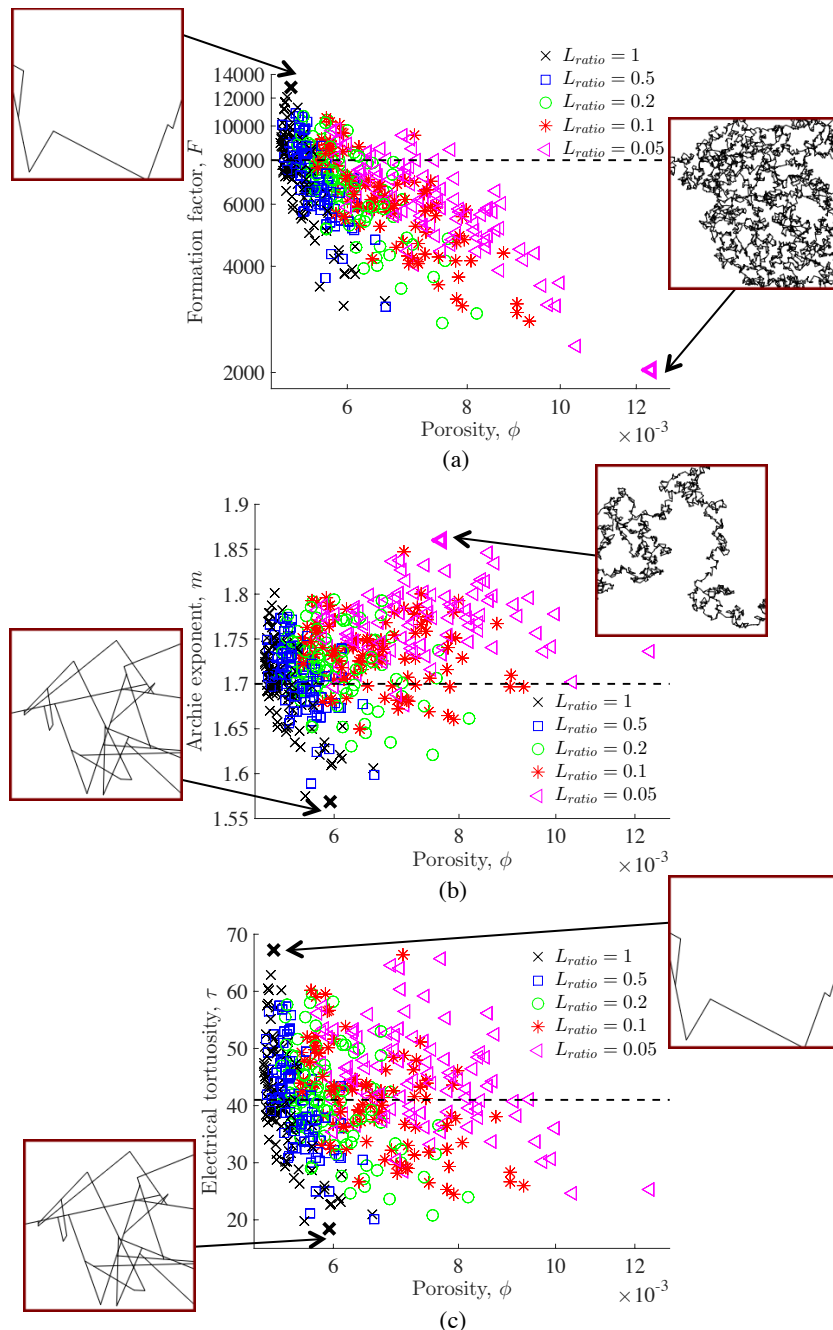 14000
12000
10000
8000
6000
4000
2000
Formation factor, F
L_ratio = 1
L_ratio = 0.5
L_ratio = 0.2
L_ratio = 0.1
L_ratio = 0.05
6 8 10 12
Porosity, ϕ
×10⁻³
(a)
1.9
1.85
1.8
1.75
1.7
1.65
1.6
1.55
Archie exponent, m
L_ratio = 1
L_ratio = 0.5
L_ratio = 0.2
L_ratio = 0.1
L_ratio = 0.05
6 8 10 12
Porosity, ϕ
×10⁻³
(b)
70
60
50
40
30
20
Electrical tortuosity, τ
L_ratio = 1
L_ratio = 0.5
L_ratio = 0.2
L_ratio = 0.1
L_ratio = 0.05
6 8 10 12
Porosity, ϕ
×10⁻³
(c)